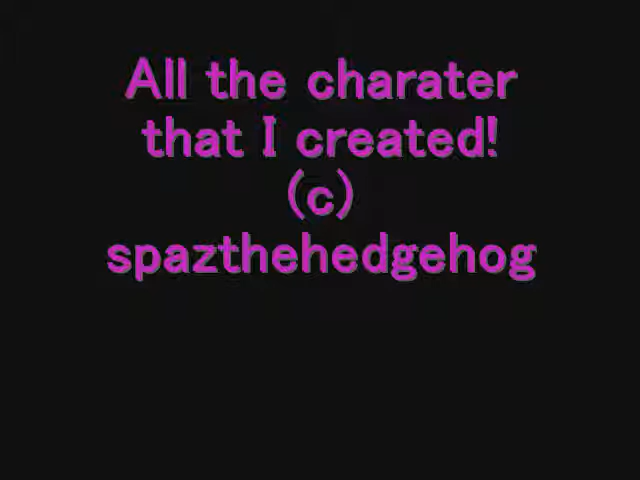 All the charater
that I created!
(c)
spazthehedgehog